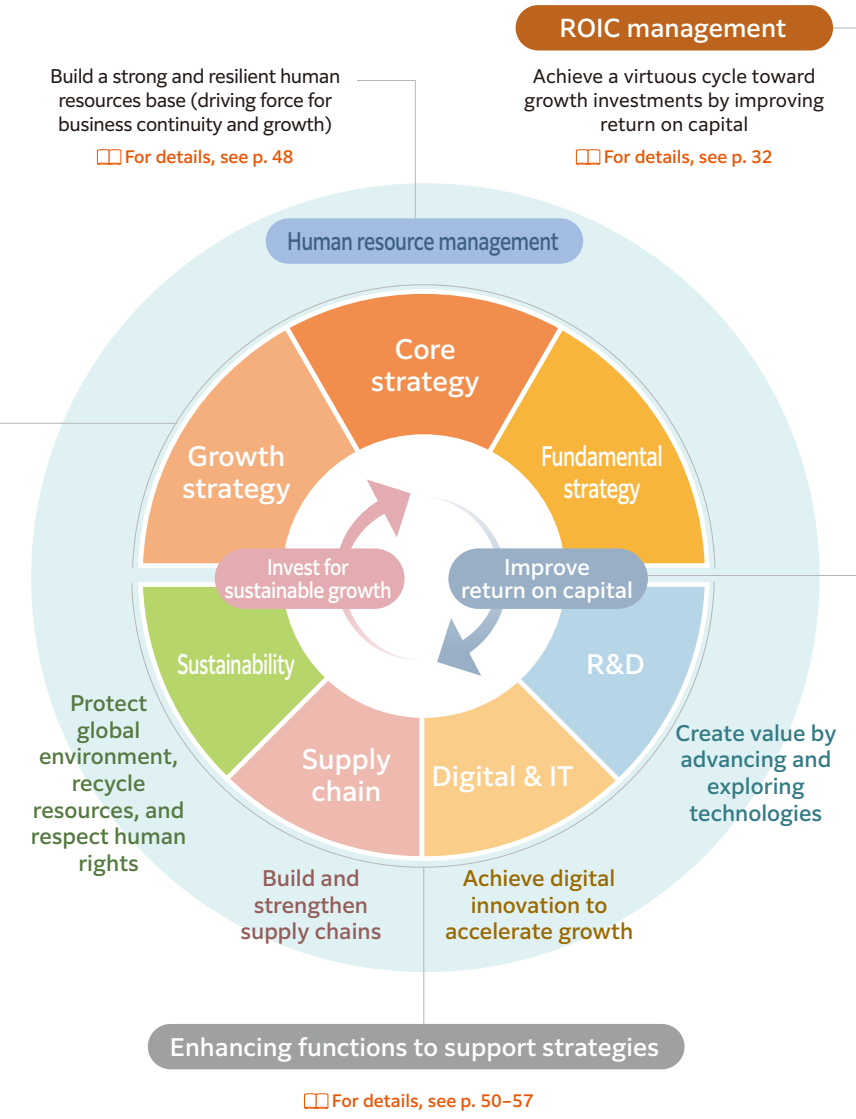 ROIC management
Build a strong and resilient human
resources base (driving force for
business continuity and growth)
For details, see p. 48
Achieve a virtuous cycle toward
growth investments by improving
return on capital
For details, see p. 32
Human resource management
Core
strategy
Growth
strategy
Fundamental
strategy
Invest for
sustainable growth
Improve
return on capital
Sustainability
R&D
Supply
chain
Digital & IT
Protect
global
environment,
recycle
resources, and
respect human
rights
Create value by
advancing and
exploring
technologies
Build and
strengthen
supply chains
Achieve digital
innovation to
accelerate growth
Enhancing functions to support strategies
For details, see p. 50–57